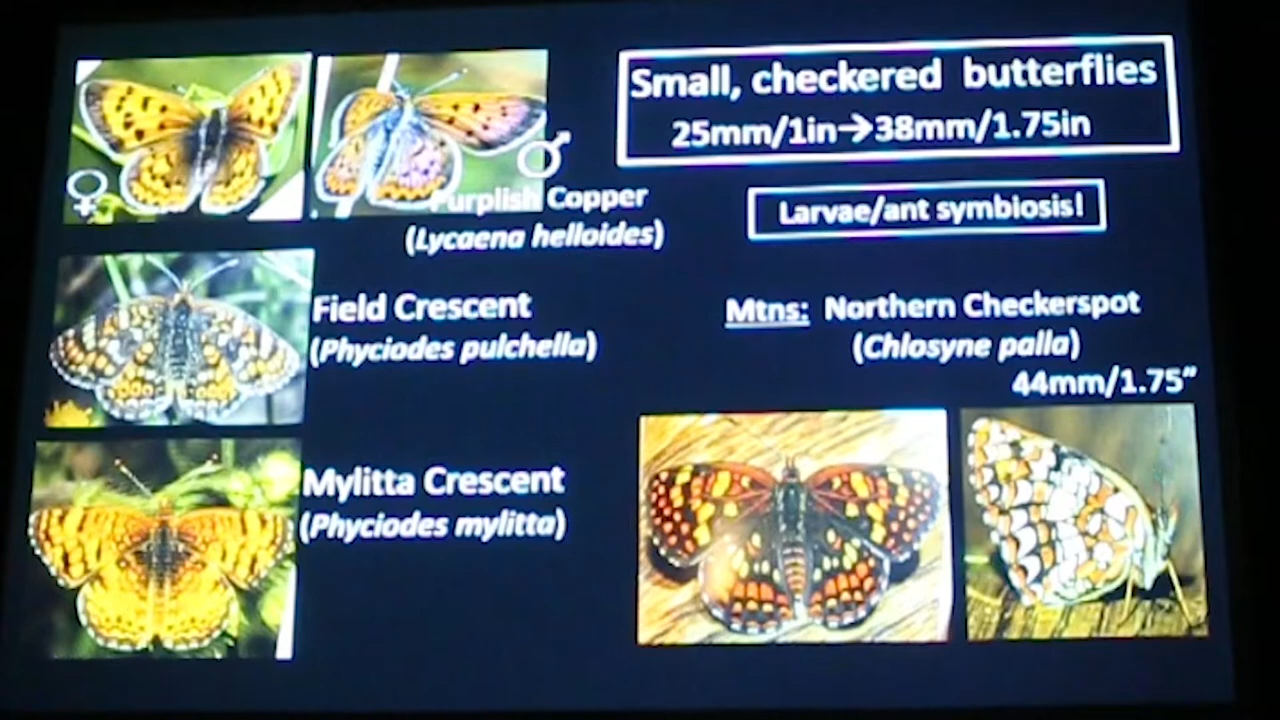 Small, checkered butterflies
25mm/1in→38mm/1.75in
♀
♂
Purplish Copper
(Lycaena helloides)
Larvae/ant symbiosis!
Field Crescent
(Phyciodes pulchella)
Mtns: Northern Checkerspot
(Chlosyne palla)
44mm/1.75”
Mylitta Crescent
(Phyciodes mylitta)